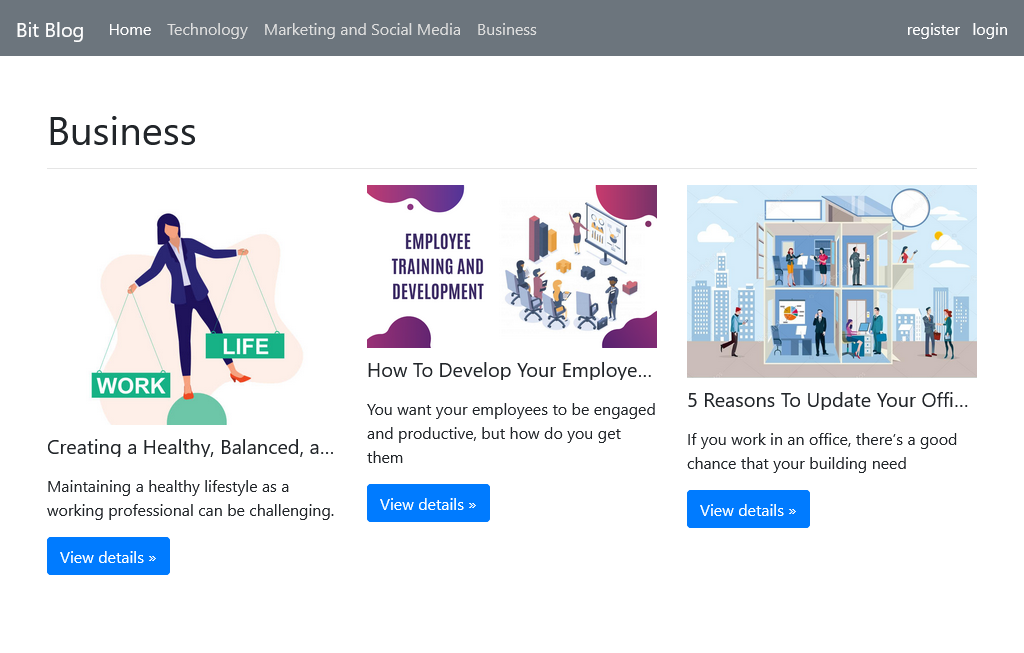 Bit Blog Home Technology Marketing and Social Media Business register login
Business
LIFE
WORK
Creating a Healthy, Balanced, a...
Maintaining a healthy lifestyle as a
working professional can be challenging.
View details »
EMPLOYEE
TRAINING AND
DEVELOPMENT
How To Develop Your Employe...
You want your employees to be engaged
and productive, but how do you get
them
View details »
5 Reasons To Update Your Offi...
If you work in an office, there’s a good
chance that your building need
View details »